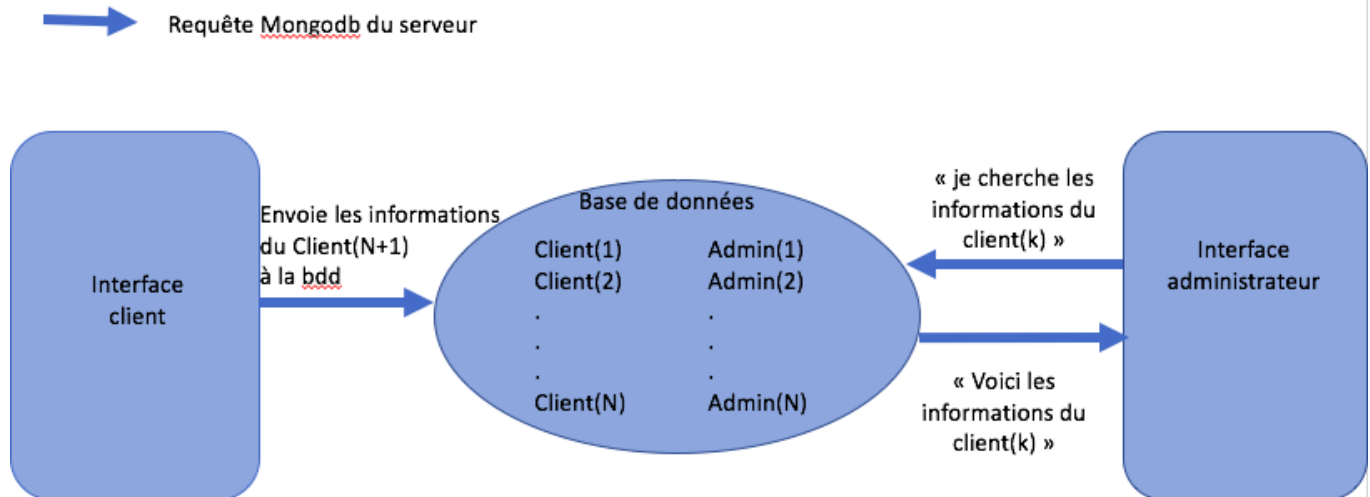 Requête Mongodb du serveur
Interface
client
Envoie les informations
du Client(N+1)
à la bdd
Base de données
Client(1) Admin(1)
Client(2) Admin(2)
. .
. .
. .
Client(N) Admin(N)
« je cherche les
informations du
client(k) »
« Voici les
informations du
client(k) »
Interface
administrateur